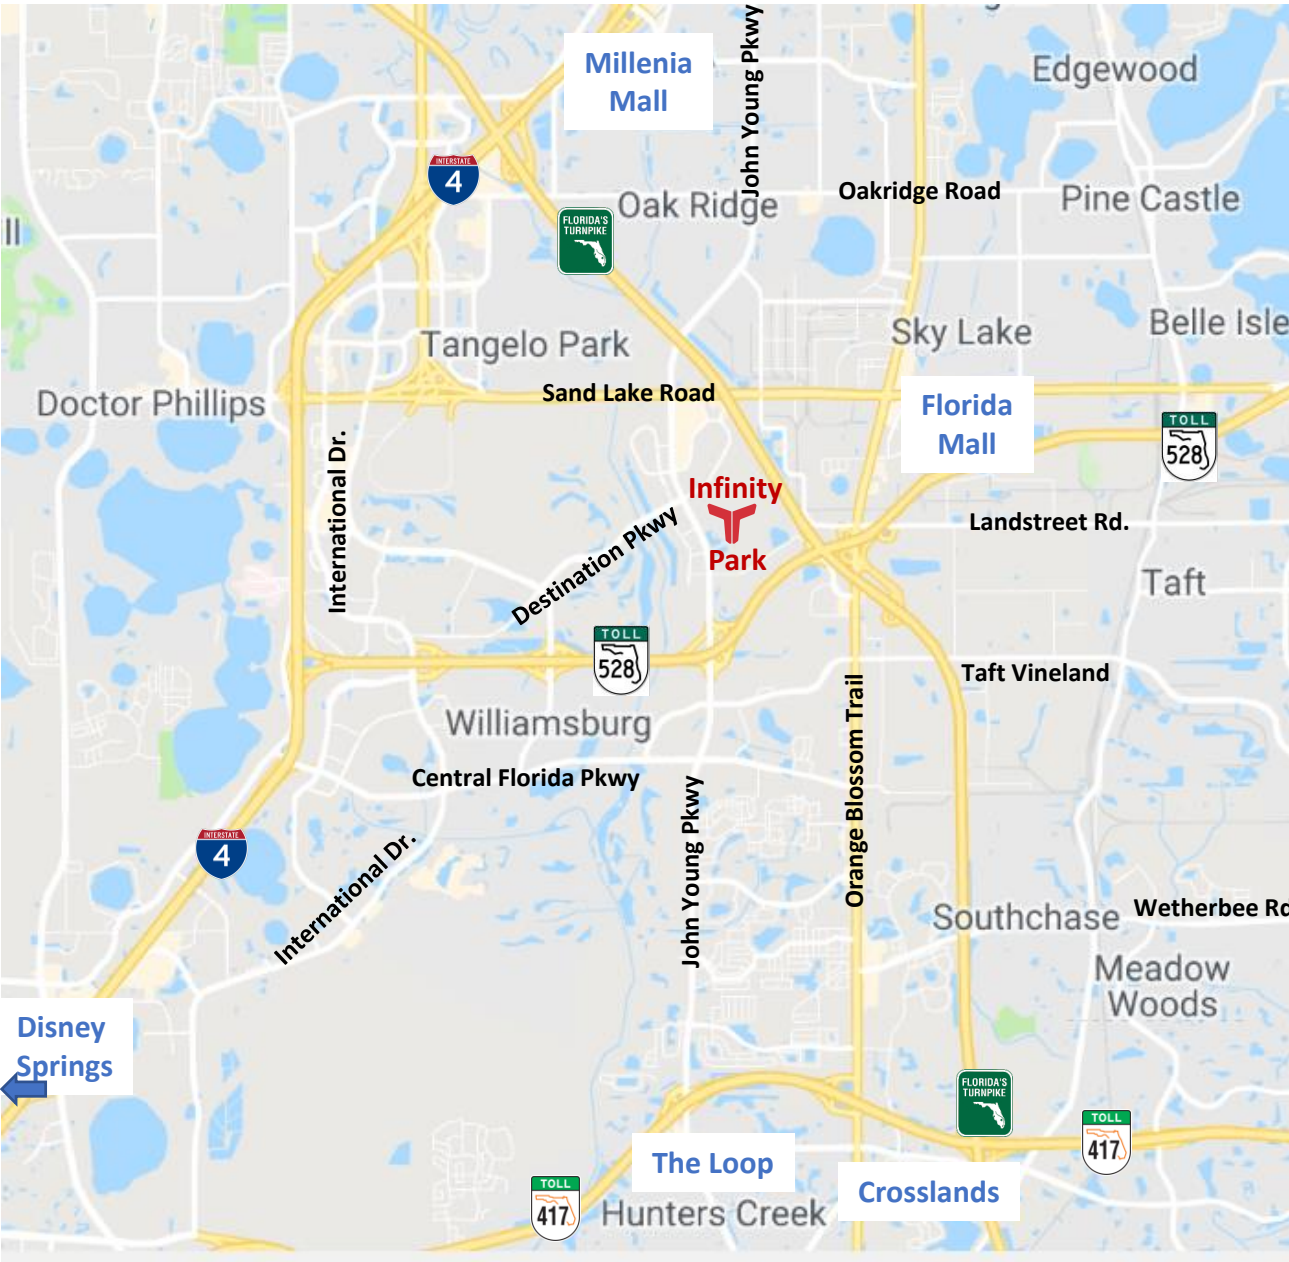 Millenia
Mall
John Young Pkwy
Edgewood
INTERSTATE
4
Oak Ridge
Oakridge Road
Pine Castle
FLORIDA'S
TURNPIKE
ll
Tangelo Park
Sky Lake
Belle Isle
Doctor Phillips
Sand Lake Road
Florida
Mall
TOLL
528
International Dr.
Infinity
Park
Destination Pkwy
Landstreet Rd.
Taft
TOLL
528
Taft Vineland
Williamsburg
Central Florida Pkwy
Orange Blossom Trail
John Young Pkwy
INTERSTATE
4
International Dr.
Southchase
Wetherbee Rd
Meadow
Woods
Disney
Springs
FLORIDA'S
TURNPIKE
TOLL
417
The Loop
Crosslands
TOLL
417
Hunters Creek